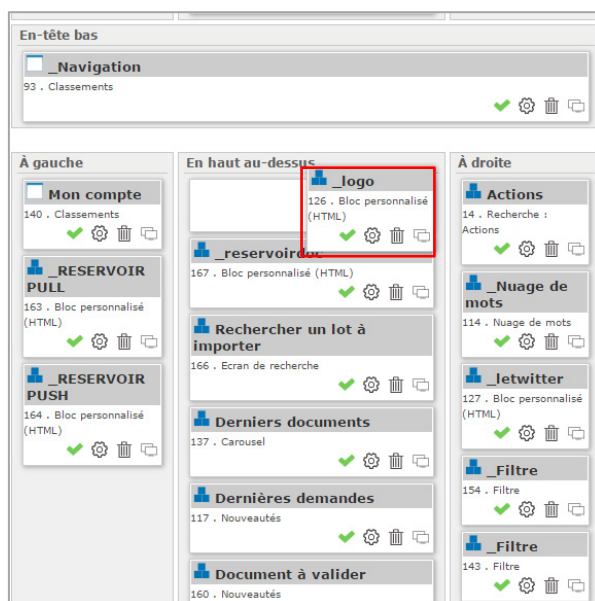 En-tête bas
_Navigation
93 . Classements
À gauche
Mon compte
140 . Classements
_RESERVOIR
PULL
163 . Bloc personnalisé
(HTML)
_RESERVOIR
PUSH
164 . Bloc personnalisé
(HTML)
En haut au-dessus
_logo
126 . Bloc personnalisé
(HTML)
_reservoirdoc
167 . Bloc personnalisé (HTML)
Rechercher un lot à
importer
166 . Ecran de recherche
Derniers documents
137 . Carousel
Dernières demandes
117 . Nouveautés
Document à valider
160 . Nouveautés
À droite
Actions
14 . Recherche :
Actions
_Nuage de
mots
114 . Nuage de mots
_letwitter
127 . Bloc personnalisé
(HTML)
_Filtre
154 . Filtre
_Filtre
143 . Filtre